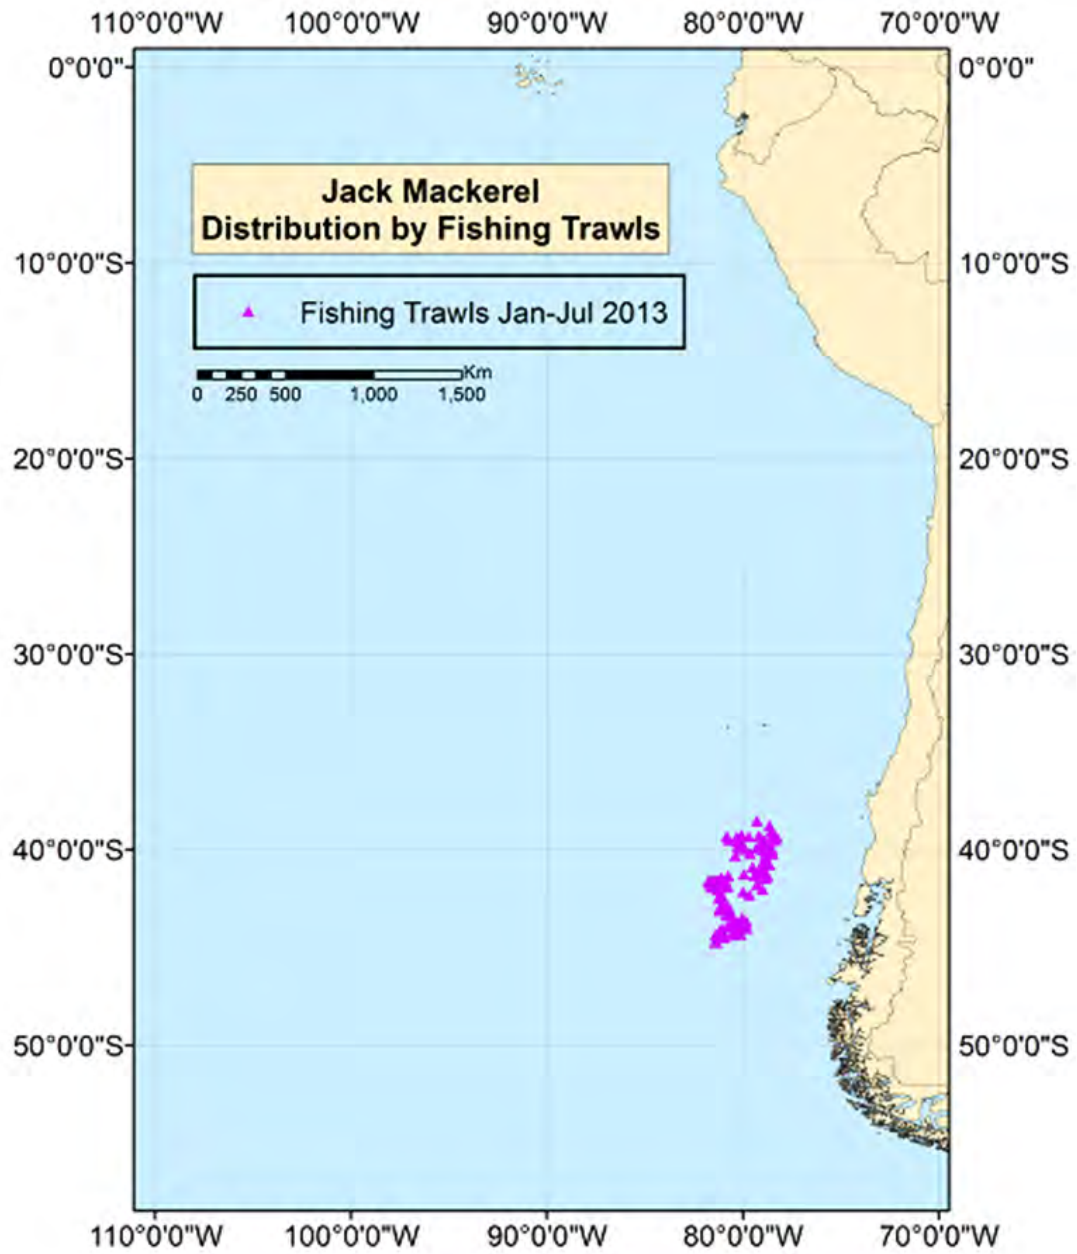 110°0'0"W 100°0'0"W 90°0'0"W 80°0'0"W 70°0'0"W
0°0'0" 0°0'0"
Jack Mackerel
Distribution by Fishing Trawls
10°0'0"S 10°0'0"S
Fishing Trawls Jan-Jul 2013
Km
0 250 500 1,000 1,500
20°0'0"S 20°0'0"S
30°0'0"S 30°0'0"S
40°0'0"S 40°0'0"S
50°0'0"S 50°0'0"S
110°0'0"W 100°0'0"W 90°0'0"W 80°0'0"W 70°0'0"W